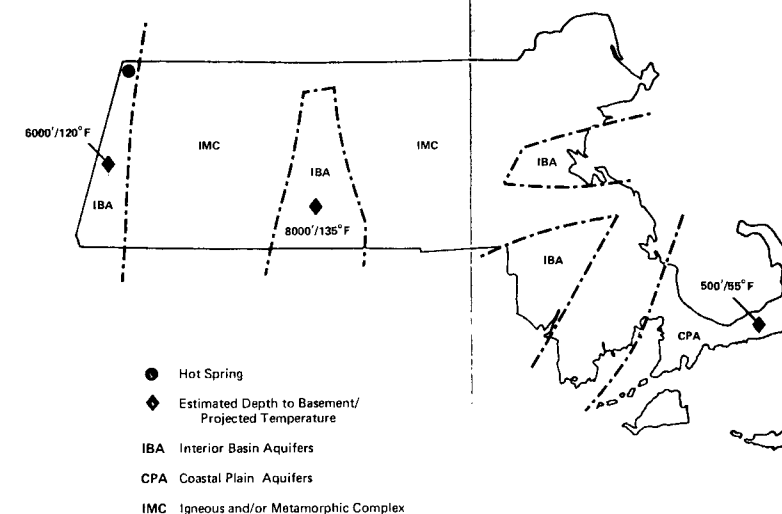 6000'/120°F
IMC
IMC
IBA
IBA
IBA
8000'/135°F
IBA
500'/55°F
CPA
Hot Spring
Estimated Depth to Basement/
Projected Temperature
IBA Interior Basin Aquifers
CPA Coastal Plain Aquifers
IMC Igneous and/or Metamorphic Complex